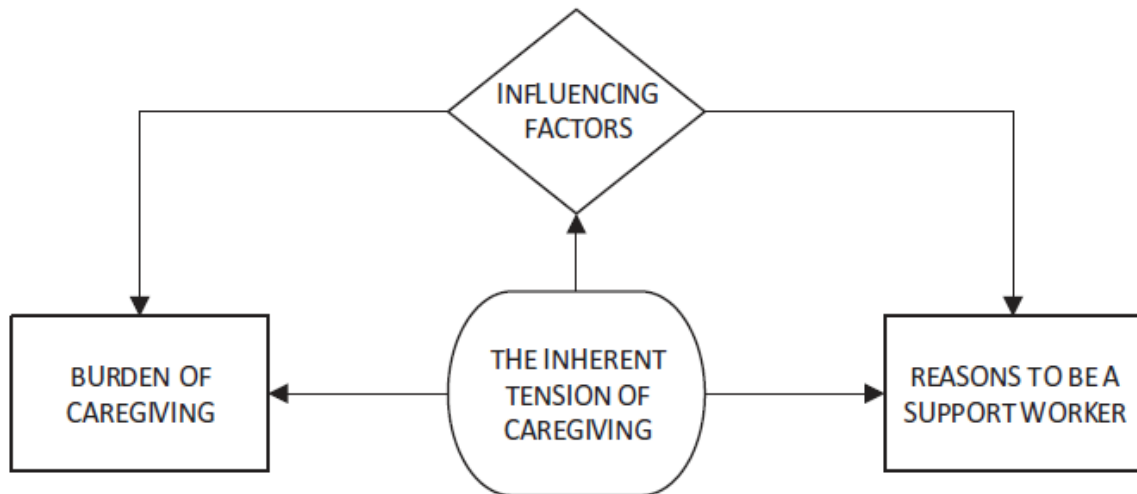 INFLUENCING
FACTORS
BURDEN OF
CAREGIVING
THE INHERENT
TENSION OF
CAREGIVING
REASONS TO BE A
SUPPORT WORKER